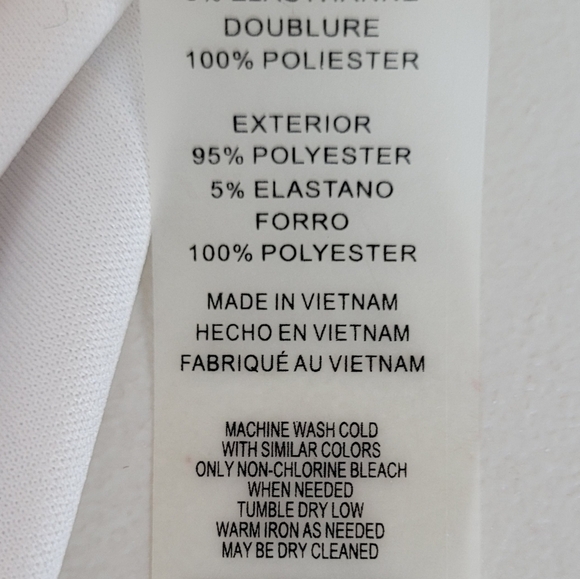 DOUBLURE
100% POLIESTER
EXTERIOR
95% POLYESTER
5% ELASTANO
FORRO
100% POLYESTER
MADE IN VIETNAM
HECHO EN VIETNAM
FABRIQUÉ AU VIETNAM
MACHINE WASH COLD
WITH SIMILAR COLORS
ONLY NON-CHLORINE BLEACH
WHEN NEEDED
TUMBLE DRY LOW
WARM IRON AS NEEDED
MAY BE DRY CLEANED